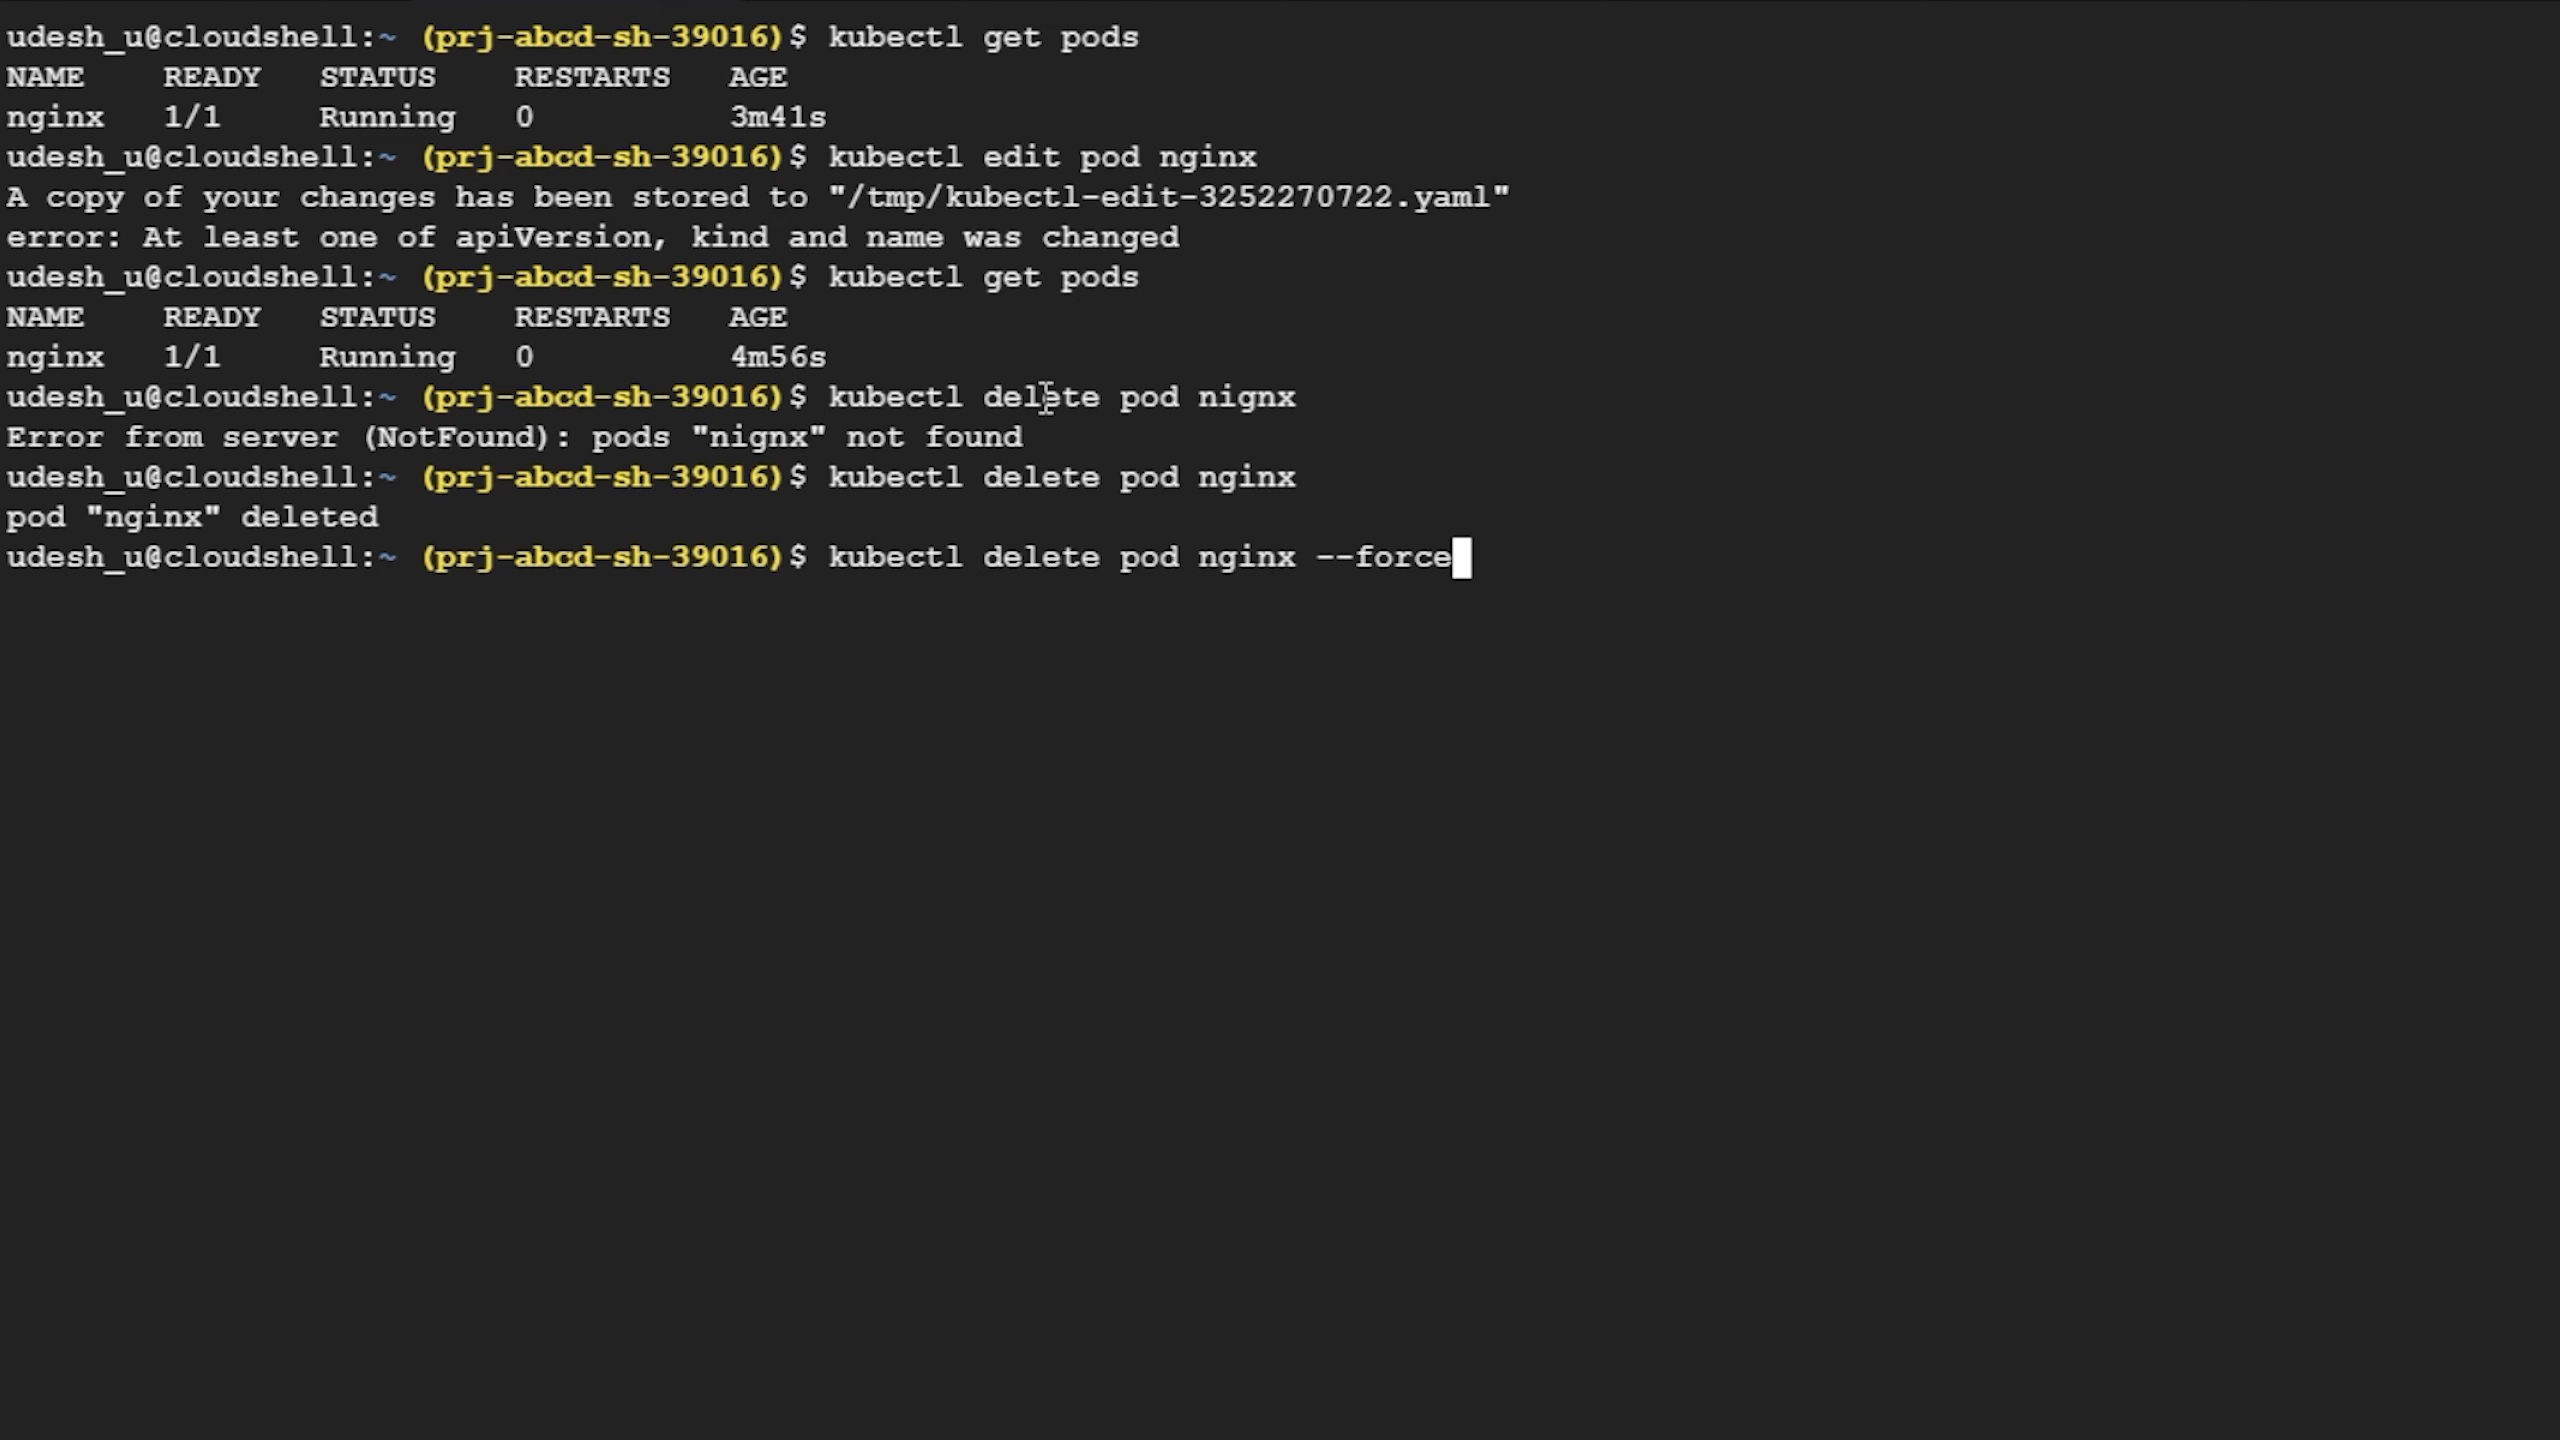 udesh_u@cloudshell:~ (prj-abcd-sh-39016)$ kubectl get pods
NAME    READY   STATUS    RESTARTS   AGE
nginx   1/1     Running   0          3m41s
udesh_u@cloudshell:~ (prj-abcd-sh-39016)$ kubectl edit pod nginx
A copy of your changes has been stored to "/tmp/kubectl-edit-3252270722.yaml"
error: At least one of apiVersion, kind and name was changed
udesh_u@cloudshell:~ (prj-abcd-sh-39016)$ kubectl get pods
NAME    READY   STATUS    RESTARTS   AGE
nginx   1/1     Running   0          4m56s
udesh_u@cloudshell:~ (prj-abcd-sh-39016)$ kubectl delete pod nignx
Error from server (NotFound): pods "nignx" not found
udesh_u@cloudshell:~ (prj-abcd-sh-39016)$ kubectl delete pod nginx
pod "nginx" deleted
udesh_u@cloudshell:~ (prj-abcd-sh-39016)$ kubectl delete pod nginx --force